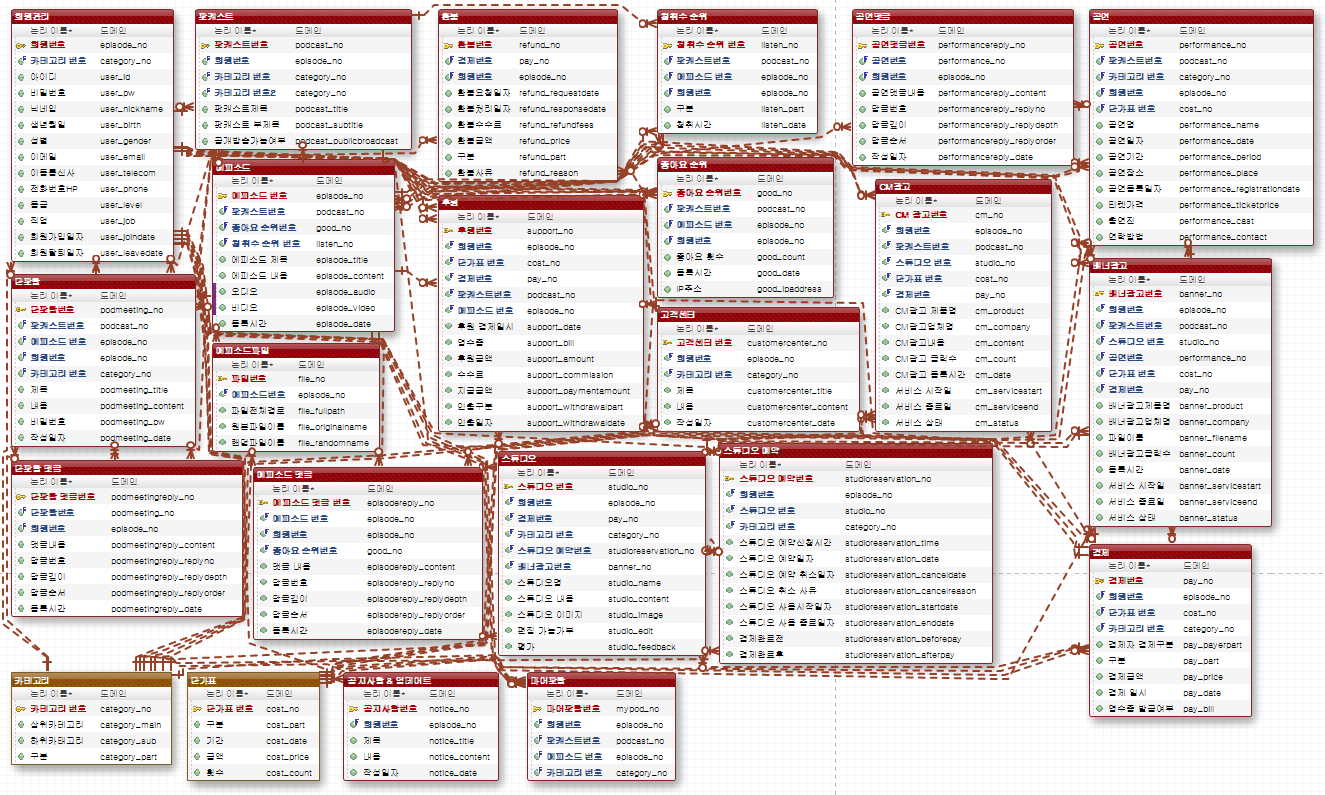 회원관리
논리 이름* 도메인
회원번호 episode_no
카테고리 번호 category_no
아이디 user_id
비밀번호 user_pw
닉네임 user_nickname
생년월일 user_birth
성별 user_gender
이메일 user_email
이동통신사 user_telecom
전화번호HP user_phone
등급 user_level
직업 user_job
회원가입일자 user_joindate
회원탈퇴일자 user_leavedate
팟캐스트
논리 이름* 도메인
팟캐스트번호 podcast_no
회원번호 episode_no
카테고리 번호 category_no
카테고리 번호2 category_no
팟캐스트제목 podcast_title
팟캐스트 부제목 podcast_subtitle
공개방송가능여부 podcast_publicbroadcast
환불
논리 이름* 도메인
환불번호 refund_no
결제번호 pay_no
회원번호 episode_no
환불요청일자 refund_requestdate
환불처리일자 refund_responsedate
환불수수료 refund_refundfees
환불금액 refund_price
구분 refund_part
환불사유 refund_reason
청취수 순위
논리 이름* 도메인
청취수 순위 번호 listen_no
팟캐스트번호 podcast_no
에피소드 번호 episode_no
회원번호 episode_no
구분 listen_part
청취시간 listen_date
공연댓글
논리 이름* 도메인
공연댓글번호 performancereply_no
공연번호 performance_no
회원번호 episode_no
공연댓글내용 performancereply_content
답글번호 performancereply_replyno
답글깊이 performancereply_replydepth
답글순서 performancereply_replyorder
작성일자 performancereply_date
공연
논리 이름* 도메인
공연번호 performance_no
팟캐스트번호 podcast_no
카테고리 번호 category_no
회원번호 episode_no
단가표 번호 cost_no
공연명 performance_name
공연일자 performance_date
공연기간 performance_period
공연장소 performance_place
공연등록일자 performance_registrationdate
티켓가격 performance_ticketprice
출연진 performance_cast
연락방법 performance_contact
에피소드
논리 이름* 도메인
에피소드 번호 episode_no
팟캐스트번호 podcast_no
좋아요 순위번호 good_no
청취수 순위 번호 listen_no
에피소드 제목 episode_title
에피소드 내용 episode_content
오디오 episode_audio
비디오 episode_video
등록시간 episode_date
후원
논리 이름* 도메인
후원번호 support_no
회원번호 episode_no
단가표 번호 cost_no
결제번호 pay_no
팟캐스트번호 podcast_no
에피소드 번호 episode_no
후원 결제일시 support_date
영수증 support_bill
후원금액 support_amount
수수료 support_commission
지급금액 support_paymentamount
인출구분 support_withdrawalpart
인출일자 support_withdrawaldate
좋아요 순위
논리 이름* 도메인
좋아요 순위번호 good_no
팟캐스트번호 podcast_no
에피소드 번호 episode_no
회원번호 episode_no
좋아요 횟수 good_count
등록시간 good_date
IP주소 good_ipaddress
CM광고
논리 이름* 도메인
CM 광고번호 cm_no
회원번호 episode_no
팟캐스트번호 podcast_no
스튜디오 번호 studio_no
단가표 번호 cost_no
결제번호 pay_no
CM광고 제품명 cm_product
CM광고업체명 cm_company
CM광고내용 cm_content
CM광고 클릭수 cm_count
CM광고 등록시간 cm_date
서비스 시작일 cm_servicestart
서비스 종료일 cm_serviceend
서비스 상태 cm_status
배너광고
논리 이름* 도메인
배너광고번호 banner_no
회원번호 episode_no
팟캐스트번호 podcast_no
스튜디오 번호 studio_no
공연번호 performance_no
단가표 번호 cost_no
결제번호 pay_no
배너광고제품명 banner_product
배너광고업체명 banner_company
파일이름 banner_filename
배너광고클릭수 banner_count
등록시간 banner_date
서비스 시작일 banner_servicestart
서비스 종료일 banner_serviceend
서비스 상태 banner_status
팟모임
논리 이름* 도메인
팟모임번호 podmeeting_no
팟캐스트번호 podcast_no
에피소드 번호 episode_no
회원번호 episode_no
카테고리 번호 category_no
제목 podmeeting_title
내용 podmeeting_content
비밀번호 podmeeting_pw
작성일자 podmeeting_date
에피소드파일
논리 이름* 도메인
파일번호 file_no
에피소드번호 episode_no
파일전체경로 file_fullpath
원본파일이름 file_originalname
랜덤파일이름 file_randomname
고객센터
논리 이름* 도메인
고객센터 번호 customercenter_no
회원번호 episode_no
카테고리 번호 category_no
제목 customercenter_title
내용 customercenter_content
작성일자 customercenter_date
팟모임 댓글
논리 이름* 도메인
팟모임 댓글번호 podmeetingreply_no
팟모임번호 podmeeting_no
회원번호 episode_no
댓글내용 podmeetingreply_content
답글번호 podmeetingreply_replyno
답글깊이 podmeetingreply_replydepth
답글순서 podmeetingreply_replyorder
등록시간 podmeetingreply_date
에피소드 댓글
논리 이름* 도메인
에피소드 댓글 번호 episodereply_no
에피소드 번호 episode_no
회원번호 episode_no
좋아요 순위번호 good_no
댓글 내용 episodereply_content
답글번호 episodereply_replyno
답글깊이 episodereply_replydepth
답글순서 episodereply_replyorder
등록시간 episodereply_date
스튜디오
논리 이름* 도메인
스튜디오 번호 studio_no
회원번호 episode_no
결제번호 pay_no
카테고리 번호 category_no
스튜디오 예약번호 studioreservation_no
배너광고번호 banner_no
스튜디오명 studio_name
스튜디오 내용 studio_content
스튜디오 이미지 studio_image
편집 가능가부 studio_edit
평가 studio_feedback
스튜디오 예약
논리 이름* 도메인
스튜디오 예약번호 studioreservation_no
회원번호 episode_no
스튜디오 번호 studio_no
카테고리 번호 category_no
스튜디오 예약신청시간 studioreservation_time
스튜디오 예약일자 studioreservation_date
스튜디오 예약 취소일자 studioreservation_canceldate
스튜디오 취소 사유 studioreservation_cancelreason
스튜디오 사용시작일자 studioreservation_startdate
스튜디오 사용 종료일자 studioreservation_enddate
결제완료전 studioreservation_beforepay
결제완료후 studioreservation_afterpay
결제
논리 이름* 도메인
결제번호 pay_no
회원번호 episode_no
단가표 번호 cost_no
카테고리 번호 category_no
결제자 결제구분 pay_payerpart
구분 pay_part
결제금액 pay_price
결제 일시 pay_date
영수증 발급여부 pay_bill
카테고리
논리 이름* 도메인
카테고리 번호 category_no
상위카테고리 category_main
하위카테고리 category_sub
구분 category_part
단가표
논리 이름* 도메인
단가표 번호 cost_no
구분 cost_part
기간 cost_date
금액 cost_price
횟수 cost_count
공지사항 & 업데이트
논리 이름* 도메인
공지사항번호 notice_no
회원번호 episode_no
제목 notice_title
내용 notice_content
작성일자 notice_date
마이팟홈
논리 이름* 도메인
마이팟홈번호 mypod_no
회원번호 episode_no
팟캐스트번호 podcast_no
에피소드 번호 episode_no
카테고리 번호 category_no